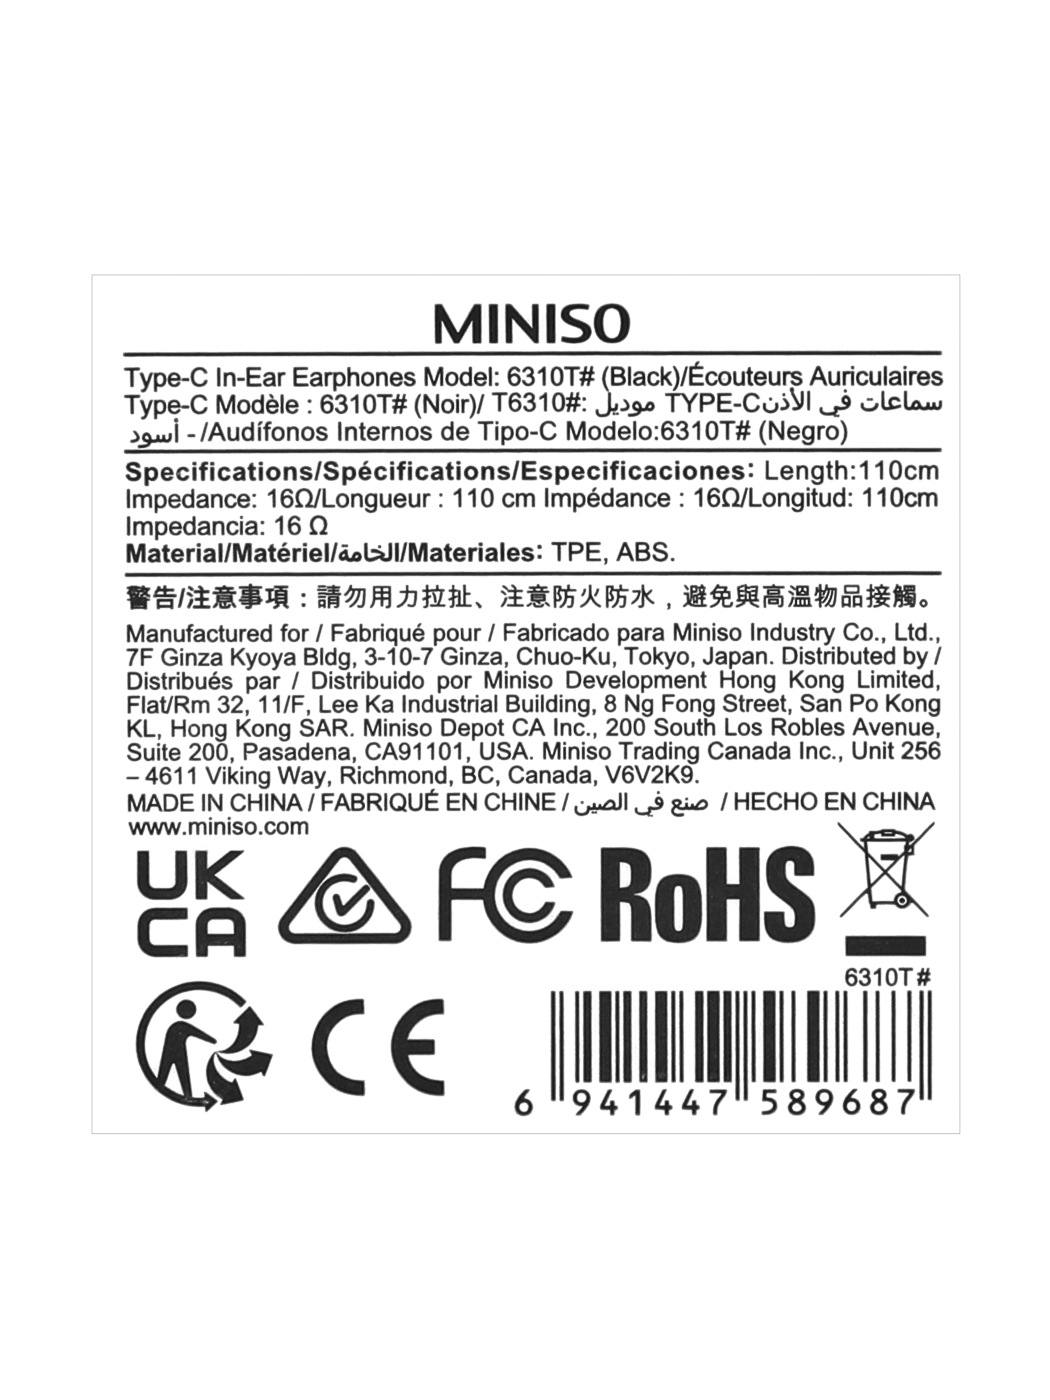 MINISO
Type-C In-Ear Earphones Model: 6310T# (Black)/Écouteurs Auriculaires
Type-C Modèle : 6310T# (Noir)/ T6310#: موديل TYPE-C سماعات في الأذن
أسود - /Audífonos Internos de Tipo-C Modelo:6310T# (Negro)
Specifications/Spécifications/Especificaciones: Length:110cm
Impedance: 16Ω/Longueur : 110 cm Impédance : 16Ω/Longitud: 110cm
Impedancia: 16 Ω
Material/Matériel/الخامة/Materiales: TPE, ABS.
警告/注意事項：請勿用力拉扯、注意防火防水，避免與高溫物品接觸。
Manufactured for / Fabriqué pour / Fabricado para Miniso Industry Co., Ltd.,
7F Ginza Kyoya Bldg, 3-10-7 Ginza, Chuo-Ku, Tokyo, Japan. Distributed by /
Distribués par / Distribuido por Miniso Development Hong Kong Limited,
Flat/Rm 32, 11/F, Lee Ka Industrial Building, 8 Ng Fong Street, San Po Kong
KL, Hong Kong SAR. Miniso Depot CA Inc., 200 South Los Robles Avenue,
Suite 200, Pasadena, CA91101, USA. Miniso Trading Canada Inc., Unit 256
– 4611 Viking Way, Richmond, BC, Canada, V6V2K9.
MADE IN CHINA / FABRIQUÉ EN CHINE / صنع في الصين / HECHO EN CHINA
www.miniso.com
UK
CA
FC
RoHS
6310T#
CE
6 941447 589687